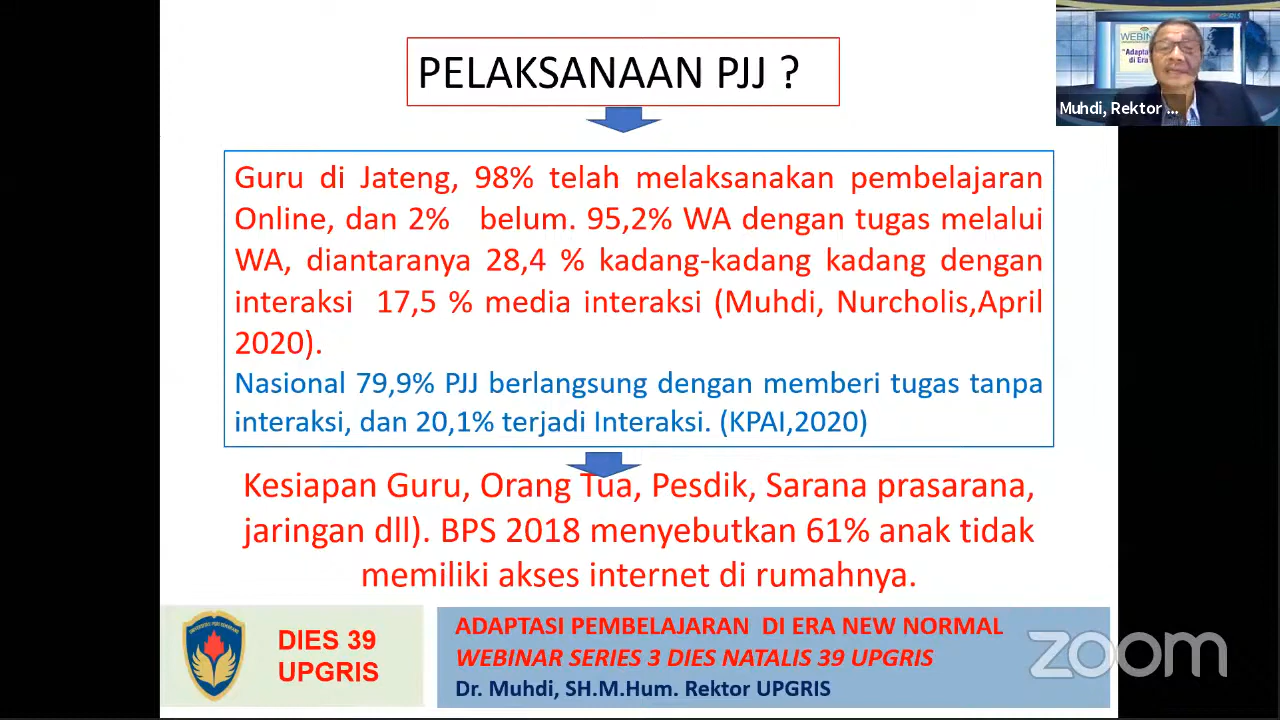 PELAKSANAAN PJJ ?
WEBIN
"Adapta
di Era
Muhdi, Rektor ...
Guru di Jateng, 98% telah melaksanakan pembelajaran
Online, dan 2% belum. 95,2% WA dengan tugas melalui
WA, diantaranya 28,4 % kadang-kadang kadang dengan
interaksi 17,5 % media interaksi (Muhdi, Nurcholis,April
2020).
Nasional 79,9% PJJ berlangsung dengan memberi tugas tanpa
interaksi, dan 20,1% terjadi Interaksi. (KPAI,2020)
Kesiapan Guru, Orang Tua, Pesdik, Sarana prasarana,
jaringan dll). BPS 2018 menyebutkan 61% anak tidak
memiliki akses internet di rumahnya.
DIES 39
UPGRIS
ADAPTASI PEMBELAJARAN DI ERA NEW NORMAL
WEBINAR SERIES 3 DIES NATALIS 39 UPGRIS
Dr. Muhdi, SH.M.Hum. Rektor UPGRIS
zoom